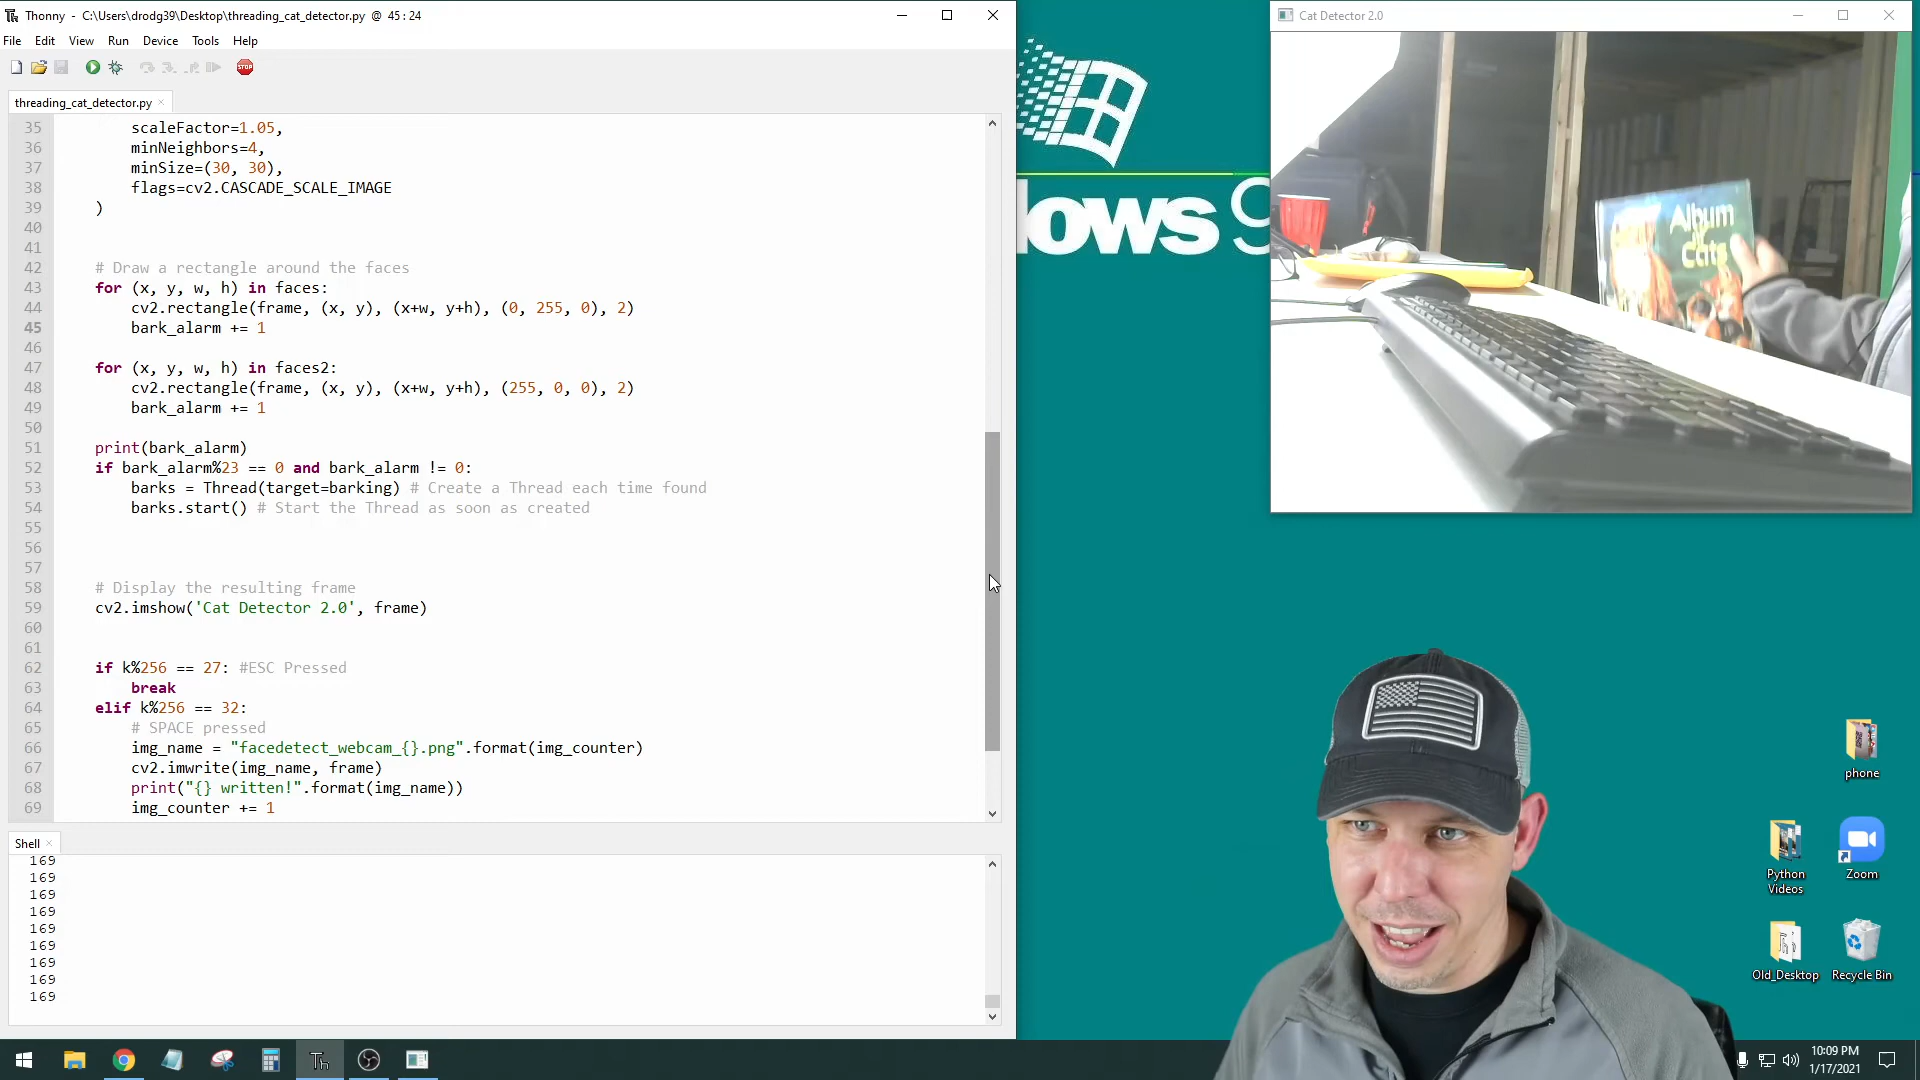 Thonny - C:\Users\drodg39\Desktop\threading_cat_detector.py @ 45 : 24
File Edit View Run Device Tools Help
STOP
threading_cat_detector.py
35 scaleFactor=1.05,
36 minNeighbors=4,
37 minSize=(30, 30),
38 flags=cv2.CASCADE_SCALE_IMAGE
39 )
40
41
42 # Draw a rectangle around the faces
43 for (x, y, w, h) in faces:
44 cv2.rectangle(frame, (x, y), (x+w, y+h), (0, 255, 0), 2)
45 bark_alarm += 1
46
47 for (x, y, w, h) in faces2:
48 cv2.rectangle(frame, (x, y), (x+w, y+h), (255, 0, 0), 2)
49 bark_alarm += 1
50
51 print(bark_alarm)
52 if bark_alarm%23 == 0 and bark_alarm != 0:
53 barks = Thread(target=barking) # Create a Thread each time found
54 barks.start() # Start the Thread as soon as created
55
56
57
58 # Display the resulting frame
59 cv2.imshow('Cat Detector 2.0', frame)
60
61
62 if k%256 == 27: #ESC Pressed
63 break
64 elif k%256 == 32:
65 # SPACE pressed
66 img_name = "facedetect_webcam_{}.png".format(img_counter)
67 cv2.imwrite(img_name, frame)
68 print("{} written!".format(img_name))
69 img_counter += 1
Shell
169
169
169
169
169
169
169
169
169
Cat Detector 2.0
Album
Cats
lows 9
phone
Python
Videos
Zoom
Old_Desktop
Recycle Bin
Th
10:09 PM
1/17/2021